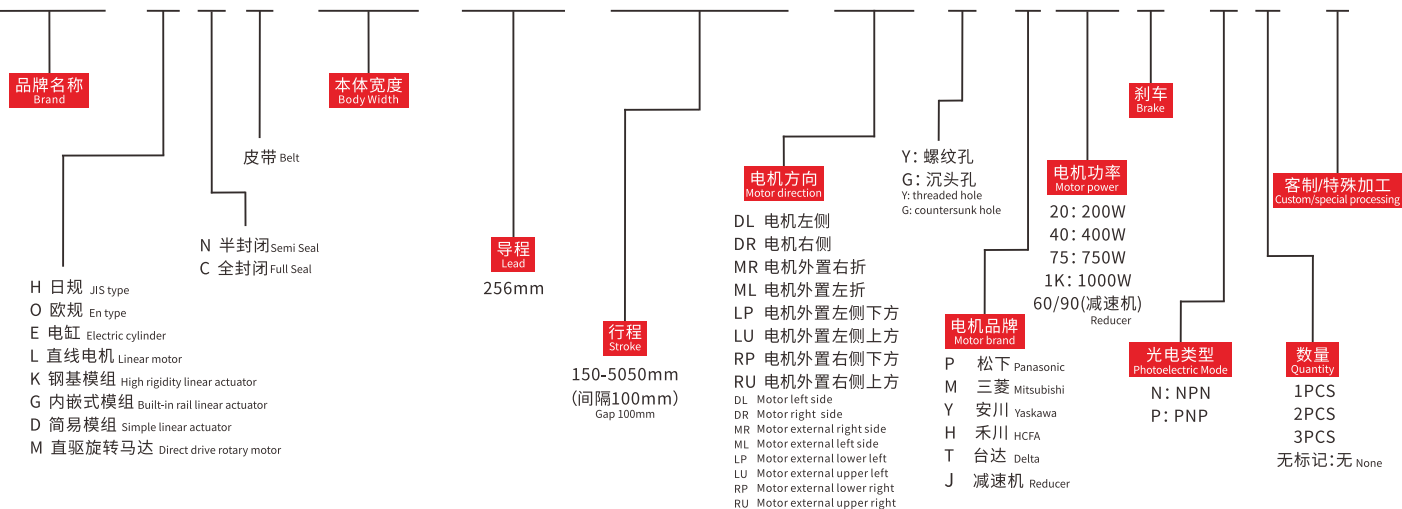 品牌名称
Brand
H 日规 JIS type
O 欧规 En type
E 电缸 Electric cylinder
L 直线电机 Linear motor
K 钢基模组 High rigidity linear actuator
G 内嵌式模组 Built-in rail linear actuator
D 简易模组 Simple linear actuator
M 直驱旋转马达 Direct drive rotary motor
N 半封闭 Semi Seal
C 全封闭 Full Seal
皮带 Belt
本体宽度
Body Width
导程
Lead
256mm
行程
Stroke
150-5050mm
(间隔100mm)
Gap 100mm
电机方向
Motor direction
DL 电机左侧
DR 电机右侧
MR 电机外置右折
ML 电机外置左折
LP 电机外置左侧下方
LU 电机外置左侧上方
RP 电机外置右侧下方
RU 电机外置右侧上方
DL Motor left side
DR Motor right side
MR Motor external right side
ML Motor external left side
LP Motor external lower left
LU Motor external upper left
RP Motor external lower right
RU Motor external upper right
Y: 螺纹孔
G: 沉头孔
Y: threaded hole
G: countersunk hole
电机品牌
Motor brand
P 松下 Panasonic
M 三菱 Mitsubishi
Y 安川 Yaskawa
H 禾川 HCFA
T 台达 Delta
J 减速机 Reducer
电机功率
Motor power
20: 200W
40: 400W
75: 750W
1K: 1000W
60/90(减速机)
Reducer
刹车
Brake
光电类型
Photoelectric Mode
N: NPN
P: PNP
数量
Quantity
1PCS
2PCS
3PCS
无标记:无 None
客制/特殊加工
Custom/special processing